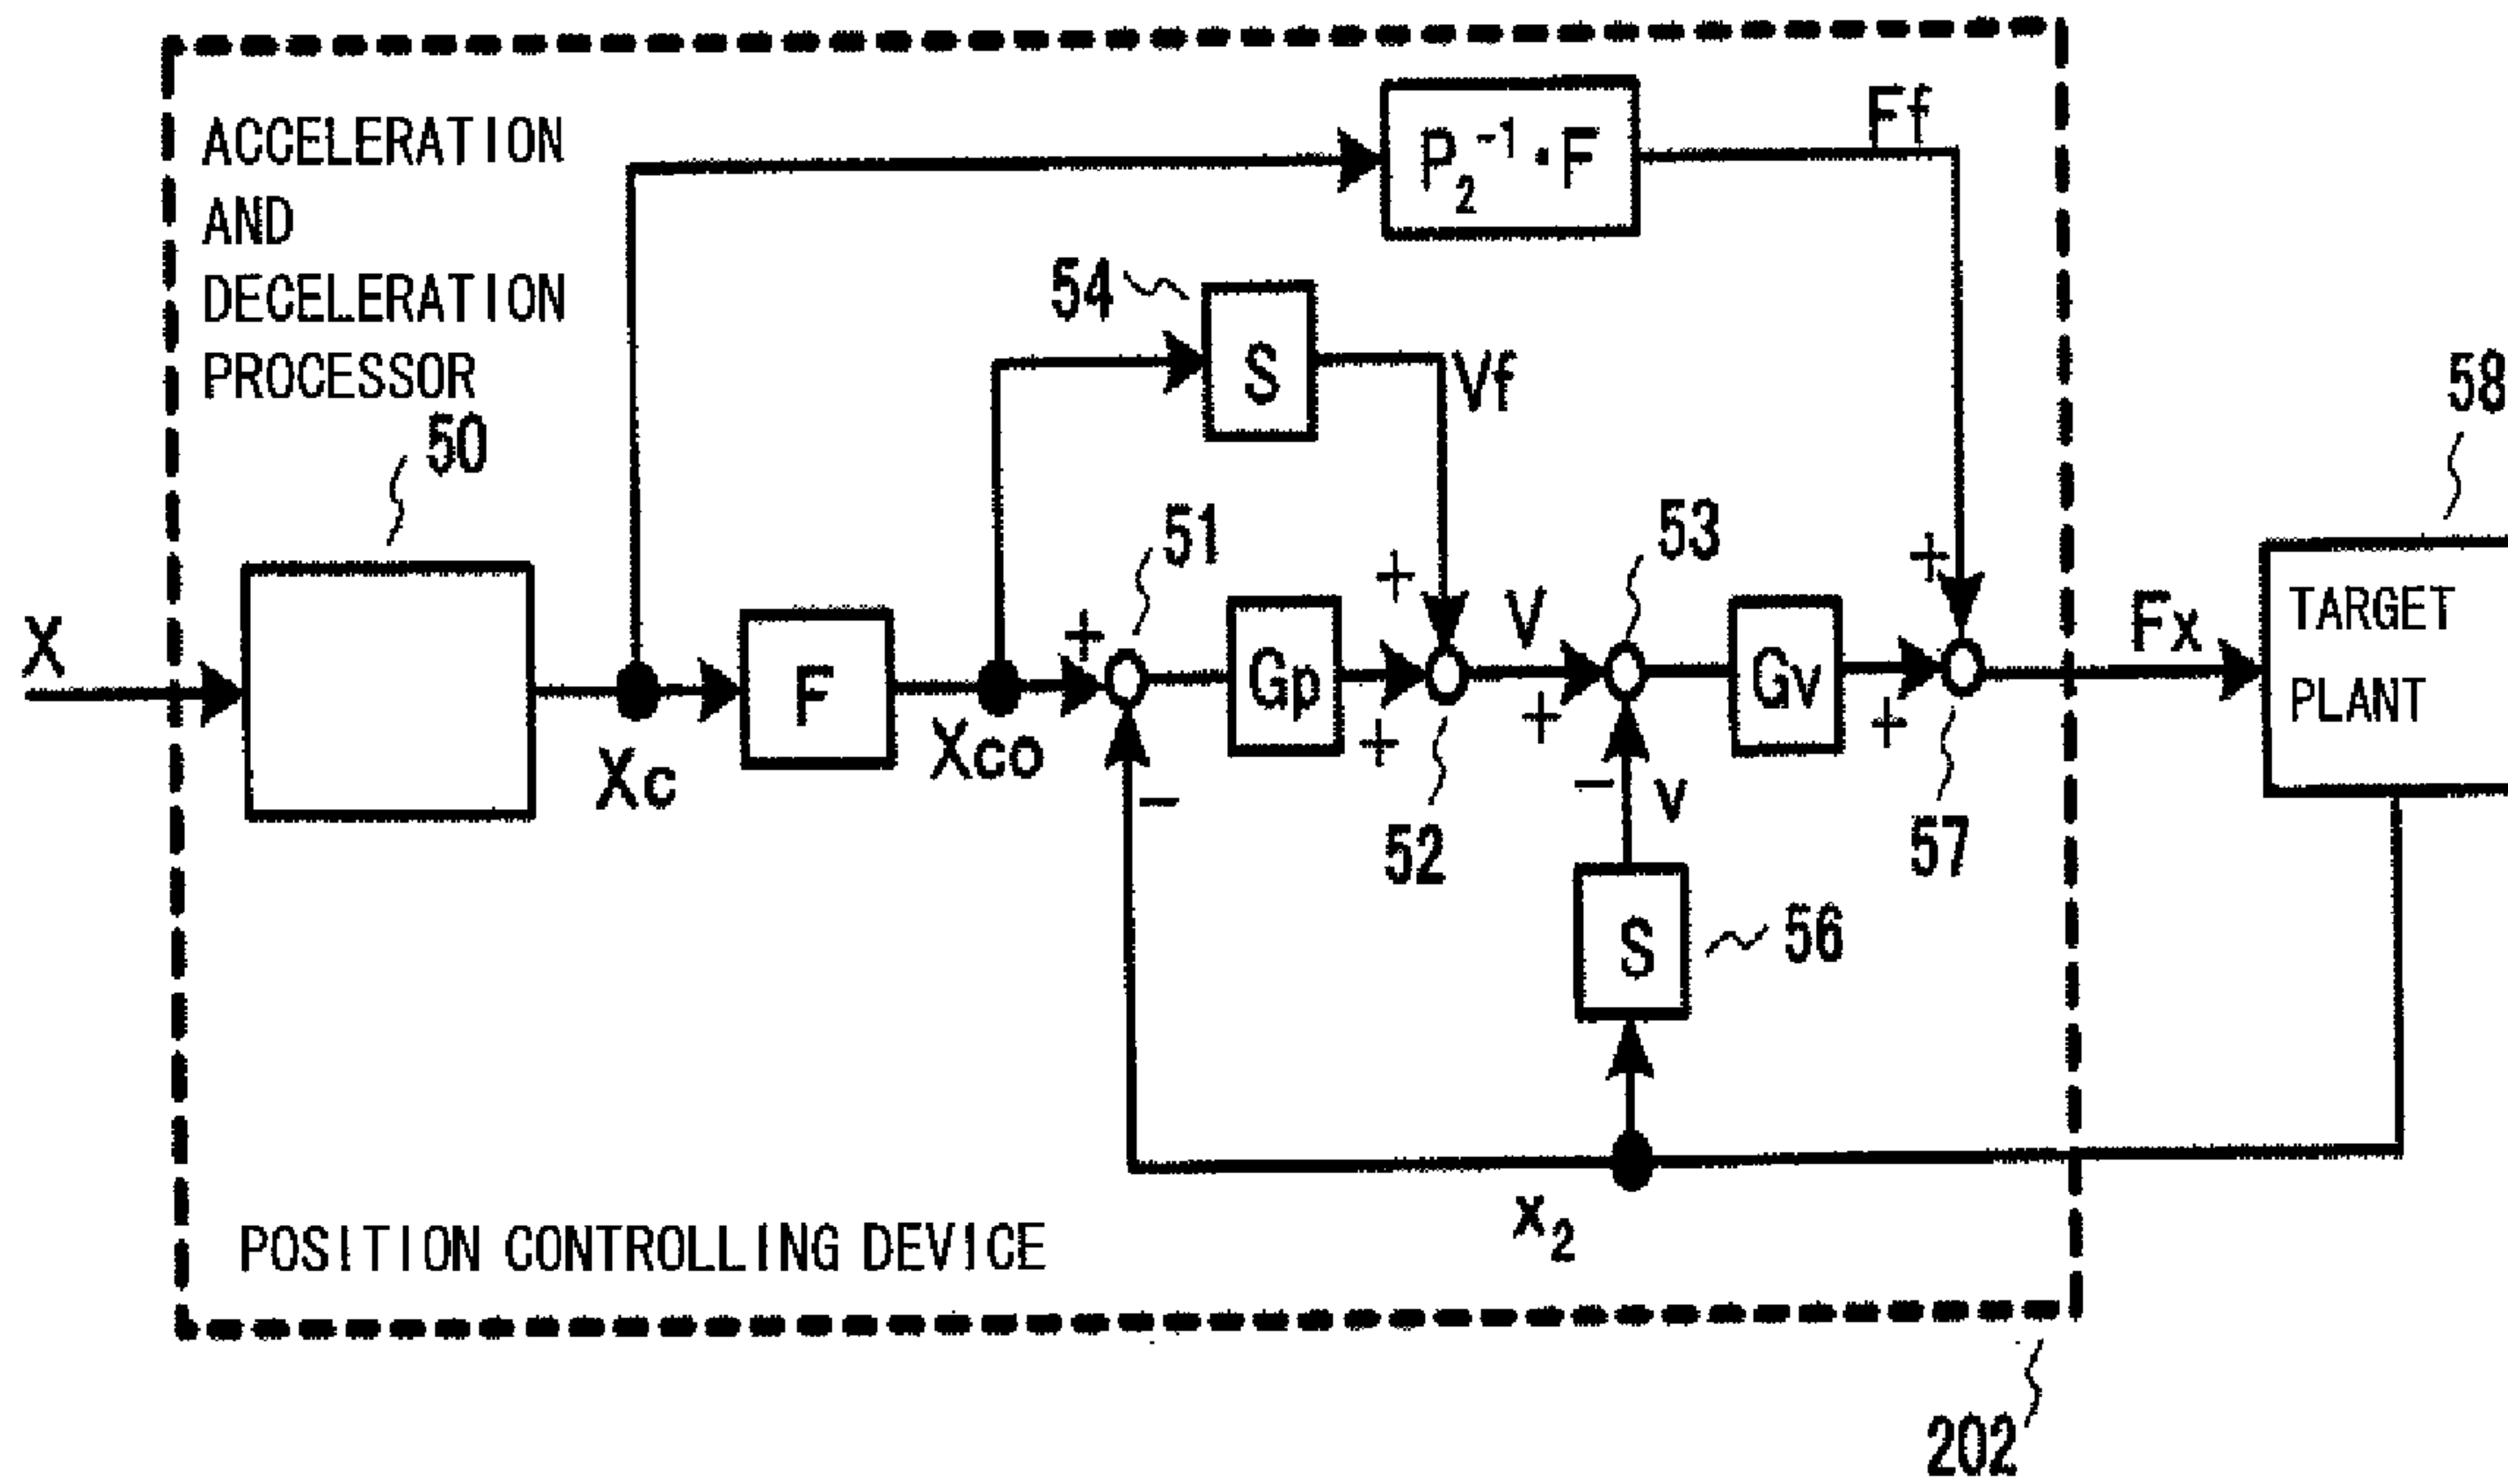 ACCELERATION
AND
DECELERATION
PROCESSOR
50
X
Xc
F
Xco
P₂⁻¹·F
Ff
54
S
Vf
51
+
−
Gp
+
+
52
V
53
+
−
v
Gv
+
+
57
S
56
x₂
Fx
58
TARGET
PLANT
POSITION CONTROLLING DEVICE
202